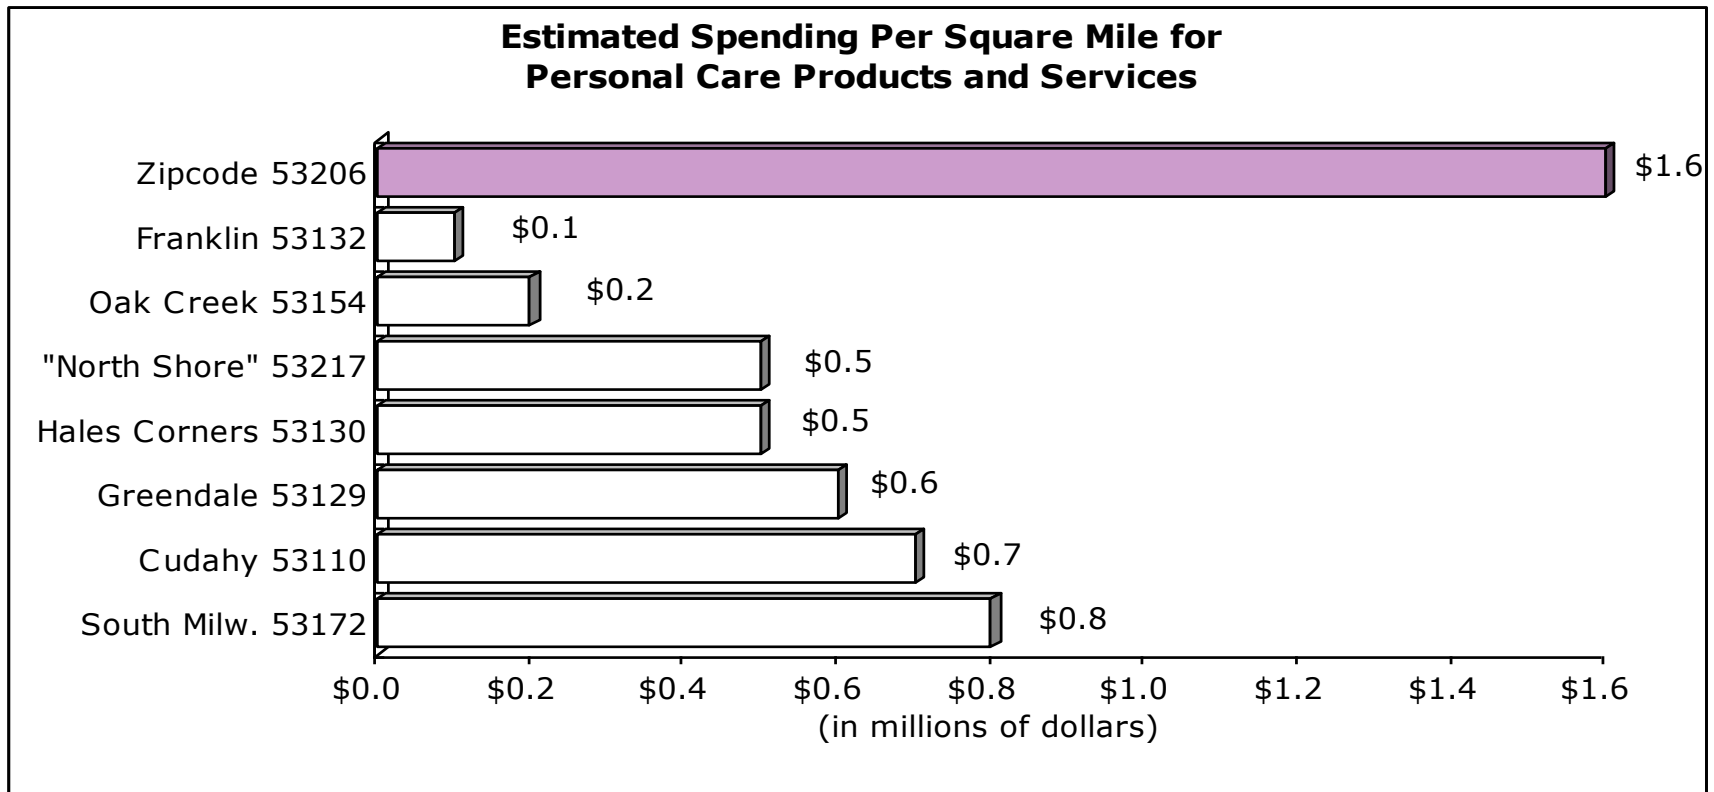 Estimated Spending Per Square Mile for
Personal Care Products and Services
Zipcode 53206 $1.6
Franklin 53132 $0.1
Oak Creek 53154 $0.2
"North Shore" 53217 $0.5
Hales Corners 53130 $0.5
Greendale 53129 $0.6
Cudahy 53110 $0.7
South Milw. 53172 $0.8
$0.0 $0.2 $0.4 $0.6 $0.8 $1.0 $1.2 $1.4 $1.6
(in millions of dollars)